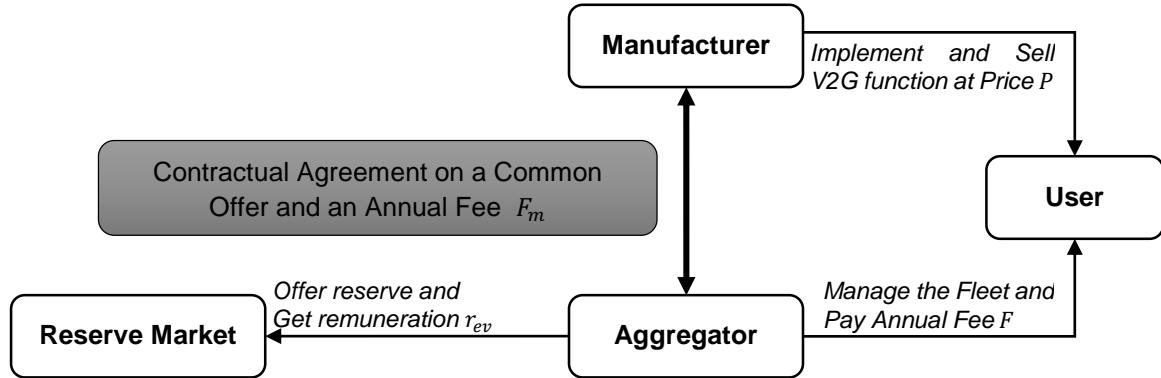 Manufacturer
Implement and Sell
V2G function at Price P
Contractual Agreement on a Common
Offer and an Annual Fee F_m
User
Offer reserve and
Get remuneration r_ev
Manage the Fleet and
Pay Annual Fee F
Reserve Market
Aggregator